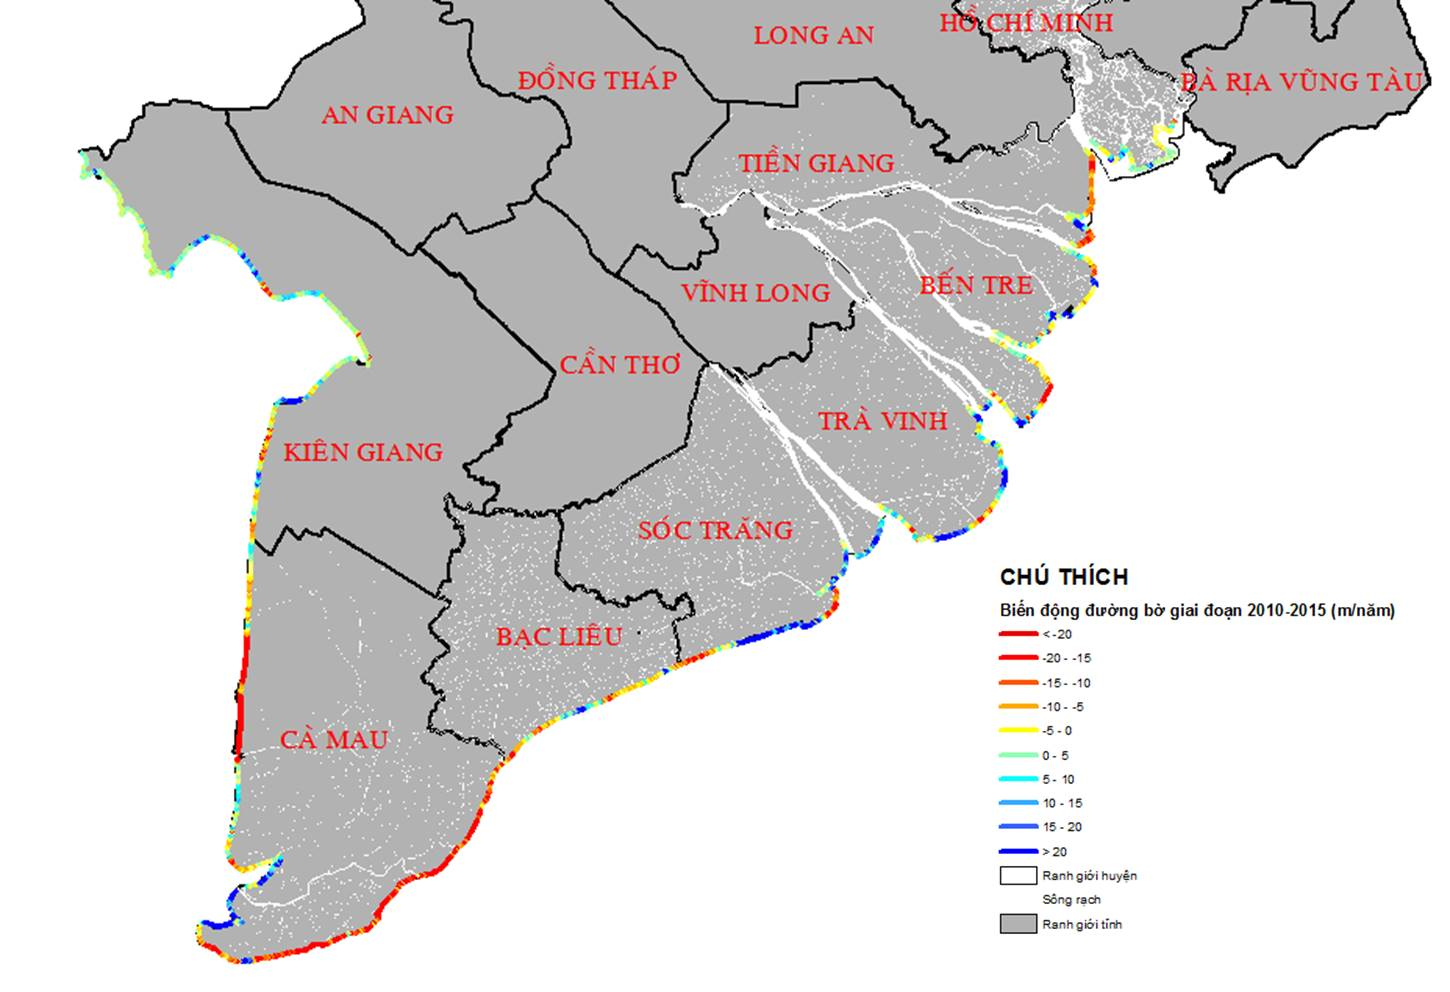 HỒ CHÍ MINH
LONG AN
ĐỒNG THÁP
BÀ RỊA VŨNG TÀU
AN GIANG
TIỀN GIANG
BẾN TRE
VĨNH LONG
CẦN THƠ
TRÀ VINH
KIÊN GIANG
SÓC TRĂNG
BẠC LIÊU
CÀ MAU
CHÚ THÍCH
Biến động đường bờ giai đoạn 2010-2015 (m/năm)
< -20
-20 - -15
-15 - -10
-10 - -5
-5 - 0
0 - 5
5 - 10
10 - 15
15 - 20
> 20
Ranh giới huyện
Sông rạch
Ranh giới tỉnh